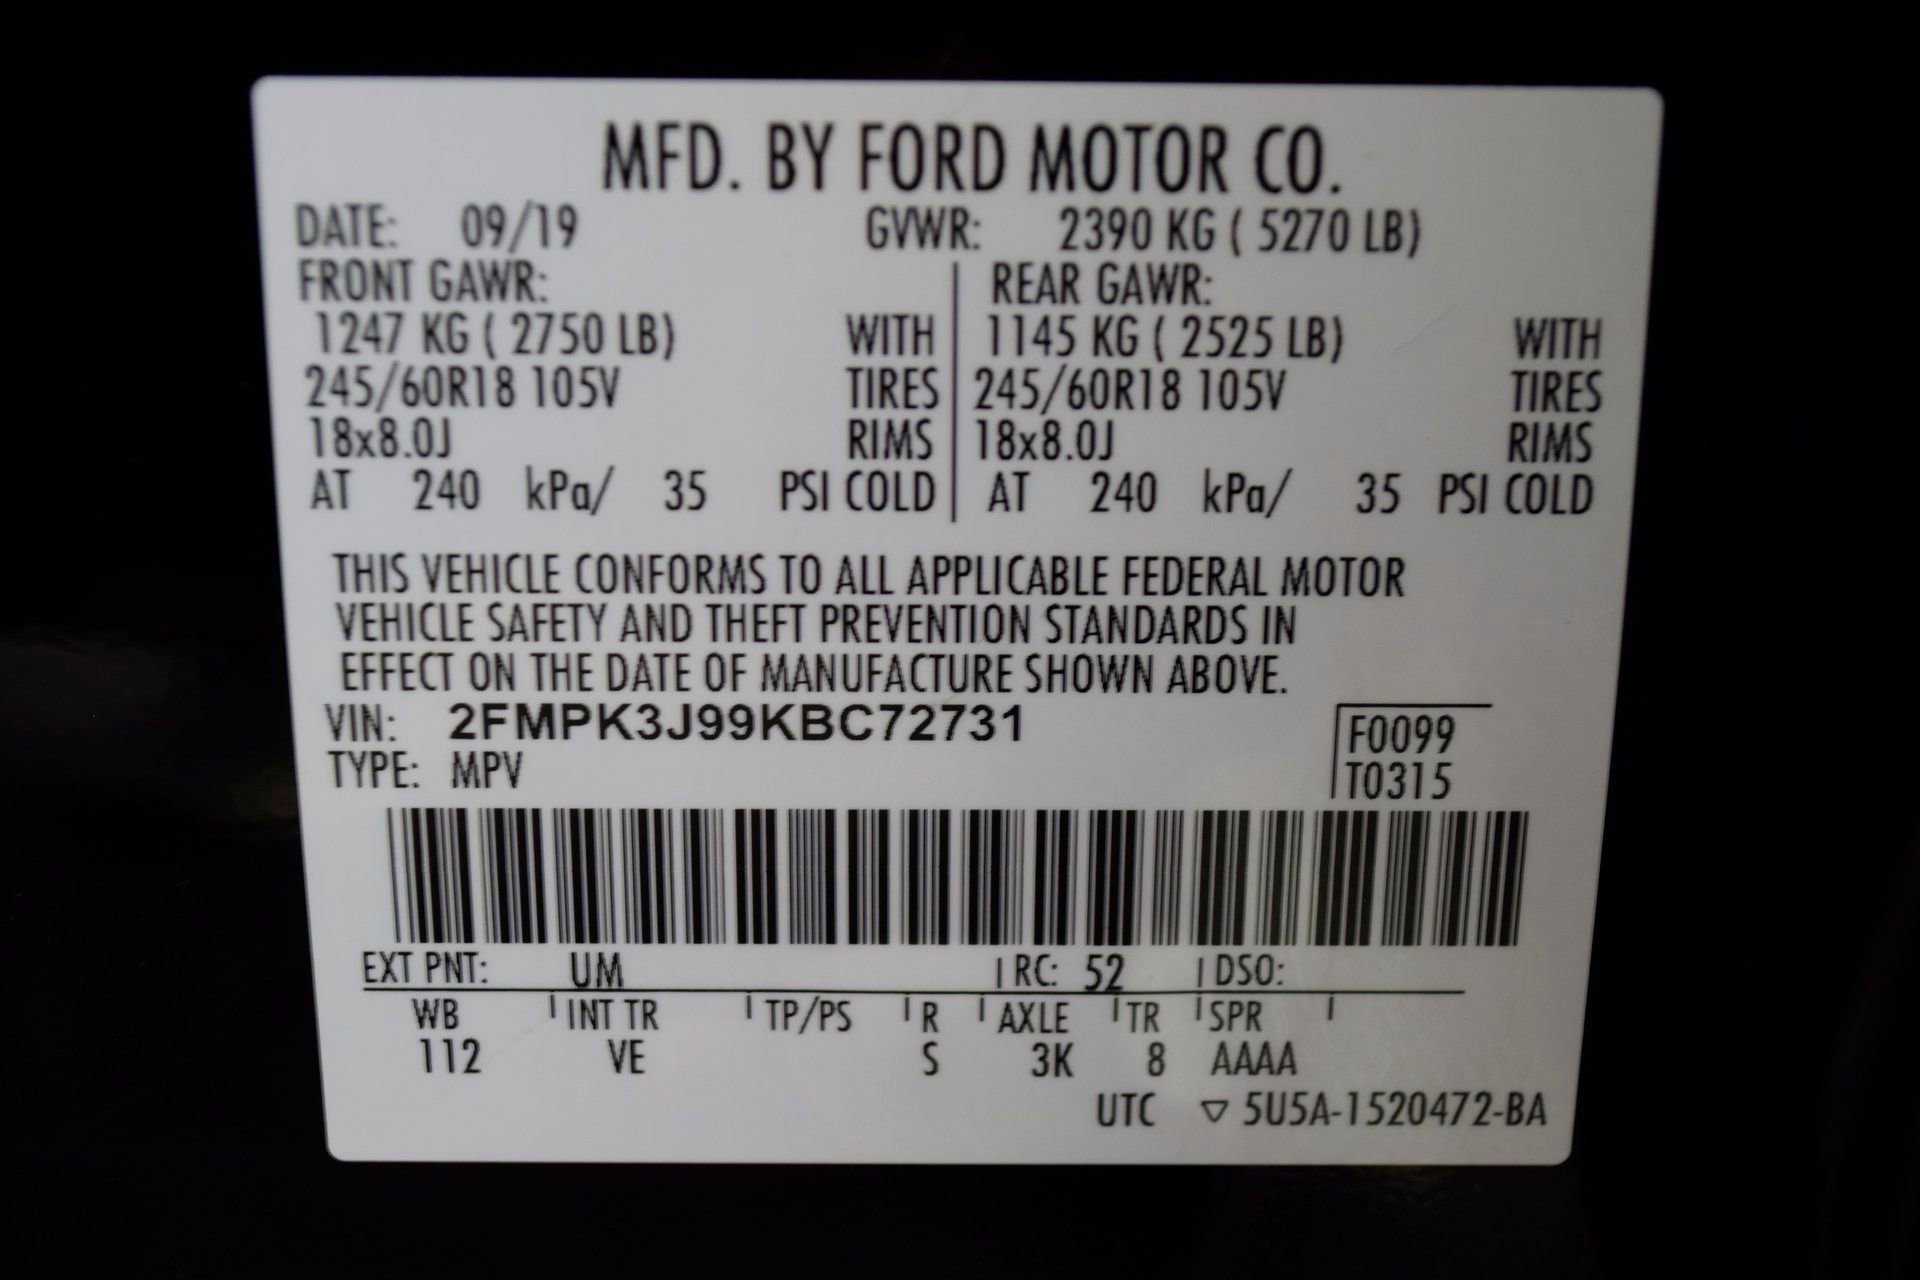 MFD. BY FORD MOTOR CO.
DATE: 09/19 GVWR: 2390 KG ( 5270 LB)
FRONT GAWR: REAR GAWR:
1247 KG ( 2750 LB) WITH 1145 KG ( 2525 LB) WITH
245/60R18 105V TIRES 245/60R18 105V TIRES
18x8.0J RIMS 18x8.0J RIMS
AT 240 kPa/ 35 PSI COLD AT 240 kPa/ 35 PSI COLD
THIS VEHICLE CONFORMS TO ALL APPLICABLE FEDERAL MOTOR
VEHICLE SAFETY AND THEFT PREVENTION STANDARDS IN
EFFECT ON THE DATE OF MANUFACTURE SHOWN ABOVE.
VIN: 2FMPK3J99KBC72731 F0099
TYPE: MPV T0315
EXT PNT: UM RC: 52 DSO:
WB INT TR TP/PS R AXLE TR SPR
112 VE S 3K 8 AAAA
UTC ▽ 5U5A-1520472-BA